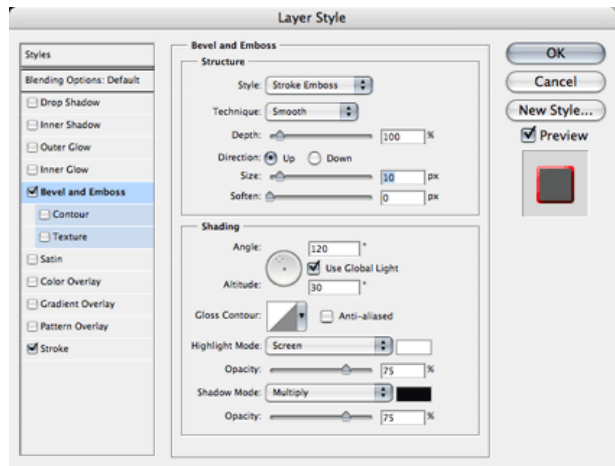 Layer Style
Styles
Blending Options: Default
Drop Shadow
Inner Shadow
Outer Glow
Inner Glow
Bevel and Emboss
Contour
Texture
Satin
Color Overlay
Gradient Overlay
Pattern Overlay
Stroke
Bevel and Emboss
Structure
Style: Stroke Emboss
Technique: Smooth
Depth: 100 %
Direction: Up Down
Size: 10 px
Soften: 0 px
Shading
Angle: 120 °
Use Global Light
Altitude: 30 °
Gloss Contour: Anti-aliased
Highlight Mode: Screen
Opacity: 75 %
Shadow Mode: Multiply
Opacity: 75 %
OK
Cancel
New Style...
Preview